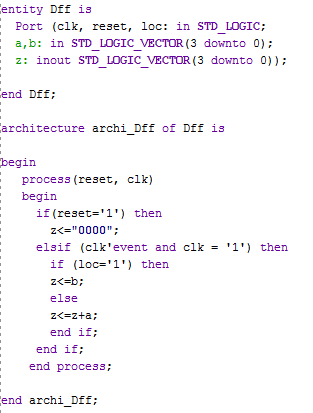 entity Dff is
Port (clk, reset, loc: in STD_LOGIC;
a,b: in STD_LOGIC_VECTOR(3 downto 0);
z: inout STD_LOGIC_VECTOR(3 downto 0));
end Dff;
architecture archi_Dff of Dff is
begin
process(reset, clk)
begin
if(reset='1') then
z<="0000";
elsif (clk'event and clk = '1') then
if (loc='1') then
z<=b;
else
z<=z+a;
end if;
end if;
end process;
end archi_Dff;